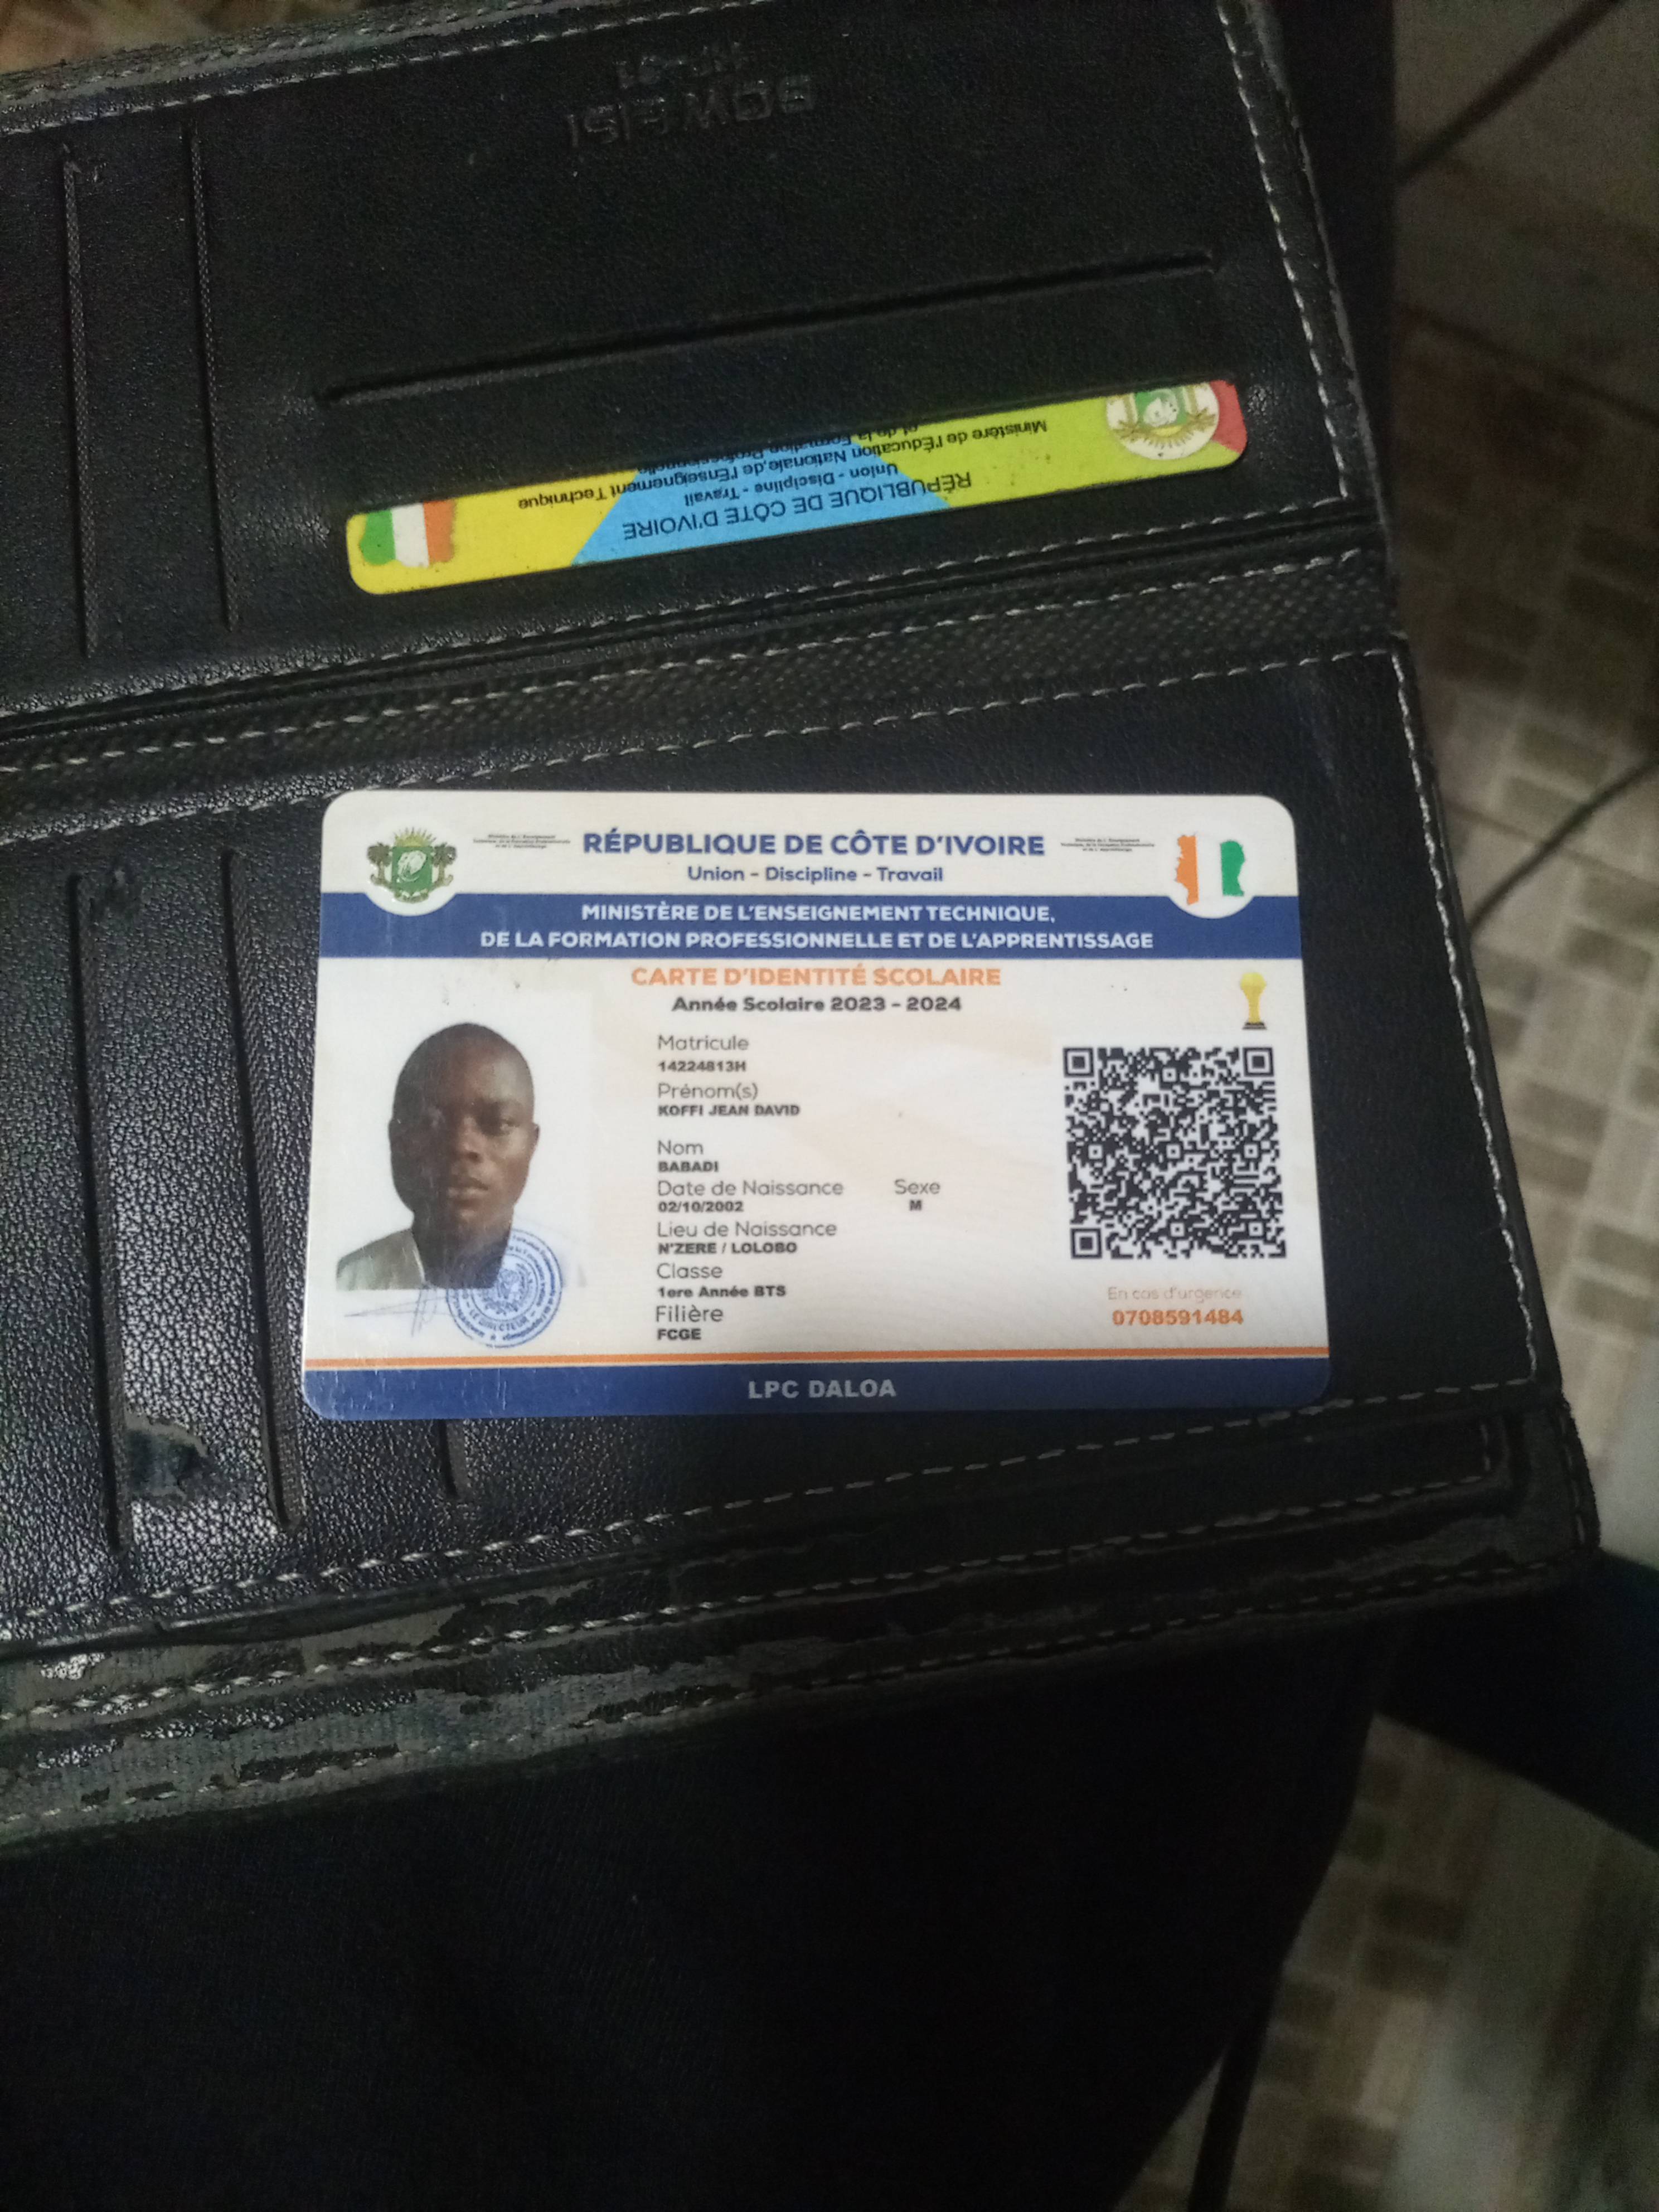 BOWEISI
RÉPUBLIQUE DE CÔTE D'IVOIRE
Union - Discipline - Travail
Ministère de l'Éducation Nationale,de l'Enseignement Technique
et de la Formation Professionnelle
RÉPUBLIQUE DE CÔTE D'IVOIRE
Union - Discipline - Travail
MINISTÈRE DE L'ENSEIGNEMENT TECHNIQUE,
DE LA FORMATION PROFESSIONNELLE ET DE L'APPRENTISSAGE
CARTE D'IDENTITÉ SCOLAIRE
Année Scolaire 2023 - 2024
Matricule
14224813H
Prénom(s)
KOFFI JEAN DAVID
Nom
BABADI
Date de Naissance Sexe
02/10/2002 M
Lieu de Naissance
N'ZERE / LOLOBO
Classe
1ere Année BTS
Filière
FCGE
LE DIRECTEUR
En cas d'urgence
0708591484
LPC DALOA